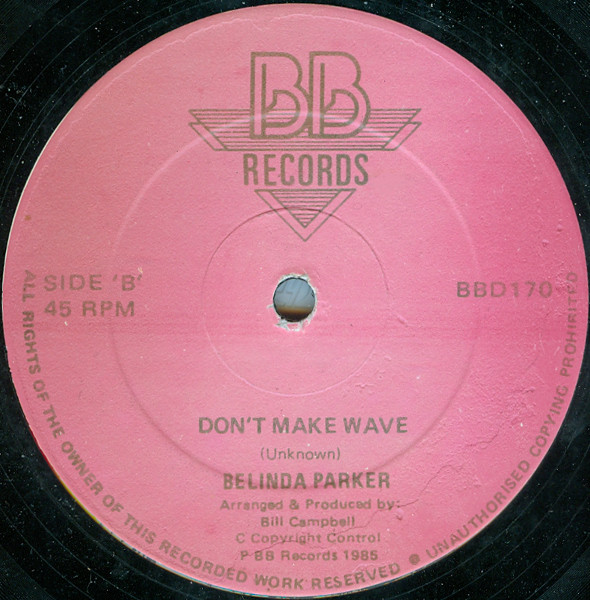 BB
RECORDS
SIDE 'B'
45 RPM
BBD170
DON'T MAKE WAVE
(Unknown)
BELINDA PARKER
Arranged & Produced by:
Bill Campbell
C Copyright Control
P BB Records 1985
ALL RIGHTS OF THE OWNER OF THIS RECORDED WORK RESERVED ● UNAUTHORISED COPYING PROHIBITED